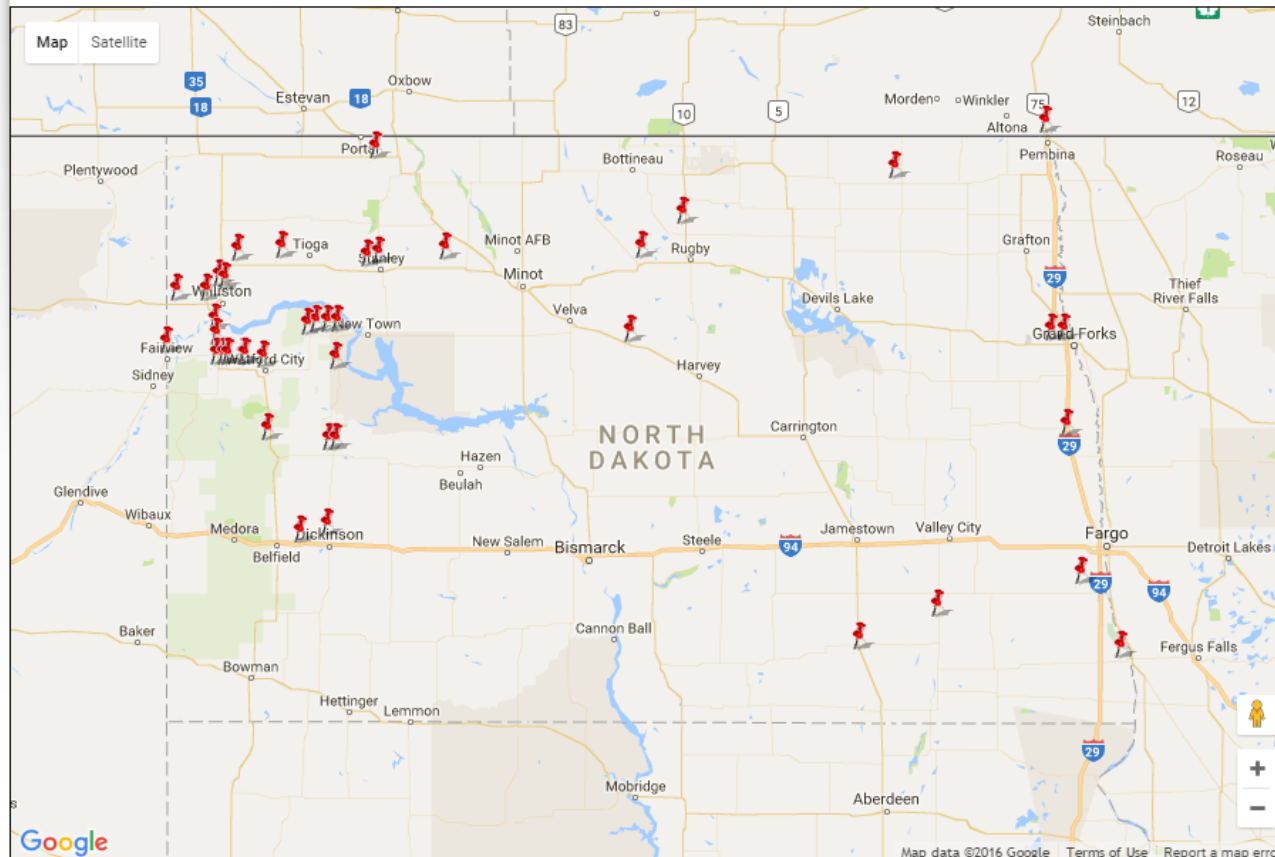 Map Satellite
83
Steinbach
35
18
Estevan
18
Oxbow
10
5
Morden
Winkler
75
12
Altona
Portal
Pembina
Plentywood
Bottineau
Roseau
Tioga
Minot AFB
Rugby
Grafton
Stanley
Minot
29
Thief
River Falls
Williston
Devils Lake
Velva
New Town
Grand Forks
Fairview
Watford City
Sidney
Harvey
NORTH
DAKOTA
Carrington
29
Hazen
Beulah
Glendive
Wibaux
Medora
Dickinson
Belfield
New Salem
Bismarck
Steele
94
Jamestown
Valley City
Fargo
Detroit Lakes
29
94
Baker
Cannon Ball
Fergus Falls
Bowman
Hettinger
Lemmon
29
+
Mobridge
−
Aberdeen
Google
Map data ©2016 Google Terms of Use Report a map erro